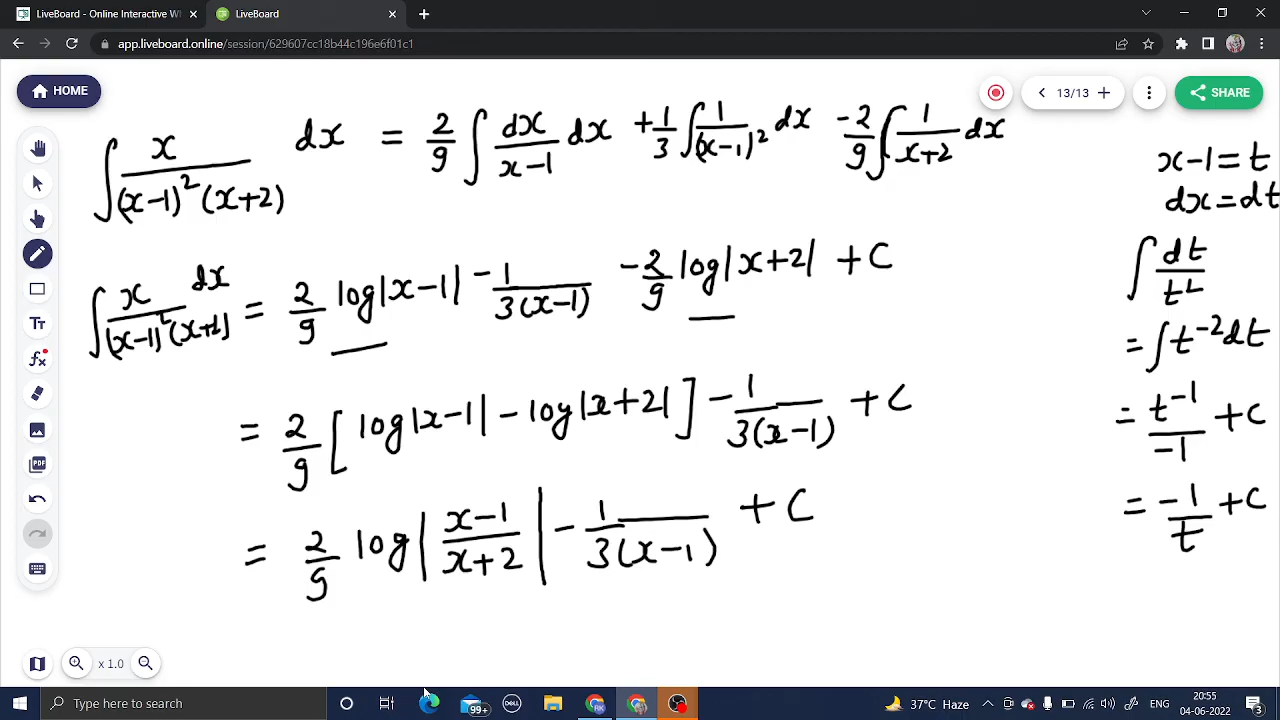 LiveBoard - Online Interactive W
LiveBoard
app.liveboard.online/session/629607cc18b44c196e6f01c1
HOME
13/13
SHARE
∫ x/((x-1)²(x+2)) dx = 2/9 ∫ dx/(x-1) dx + 1/3 ∫ 1/(x-1)² dx - 2/9 ∫ 1/(x+2) dx
x-1 = t
dx = dt
∫ x dx/((x-1)²(x+2)) = 2/9 log|x-1| - 1/3(x-1) - 2/9 log|x+2| + C
∫ dt/t²
= ∫ t⁻² dt
= 2/9 [log|x-1| - log|x+2|] - 1/3(x-1) + C
= t⁻¹/-1 + C
= 2/9 log|(x-1)/(x+2)| - 1/3(x-1) + C
= -1/t + C
Tт
fx
PDF
x 1.0
Type here to search
99+
DELL
37°C Haze
ENG
20:55
04-06-2022